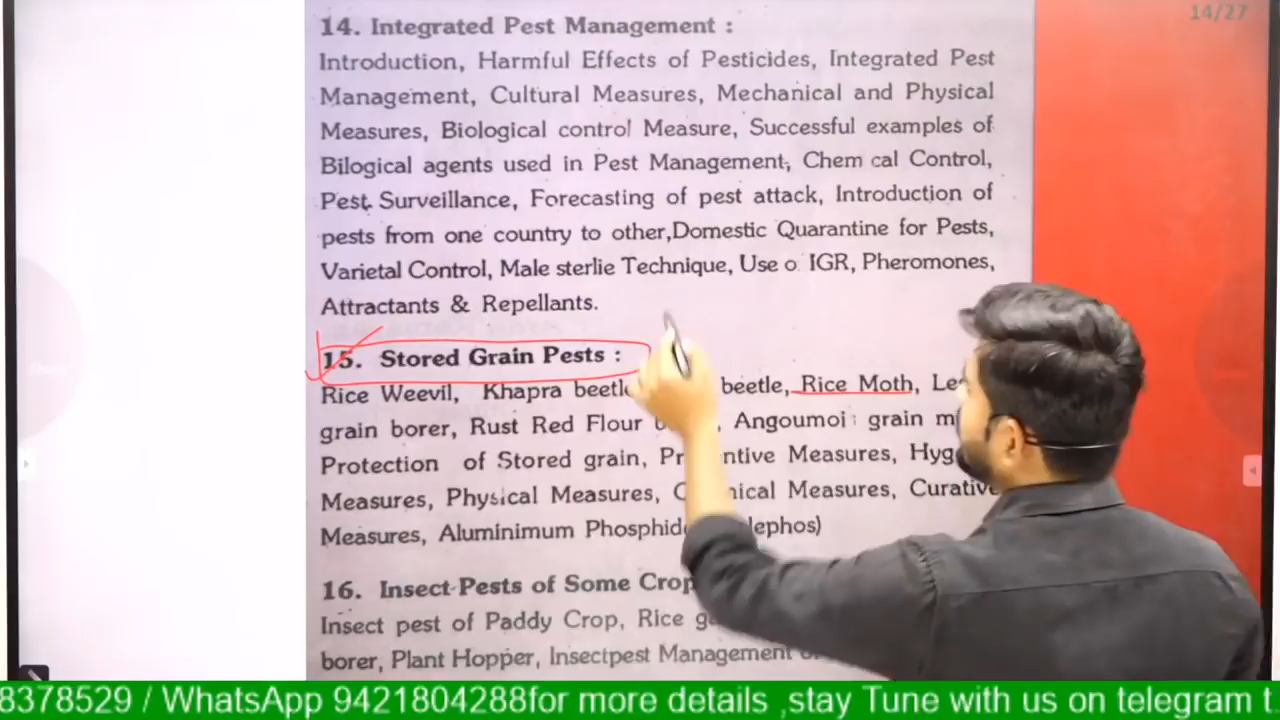 14/27
14. Integrated Pest Management :
Introduction, Harmful Effects of Pesticides, Integrated Pest
Management, Cultural Measures, Mechanical and Physical
Measures, Biological control Measure, Successful examples of
Bilogical agents used in Pest Management, Chem cal Control,
Pest Surveillance, Forecasting of pest attack, Introduction of
pests from one country to other,Domestic Quarantine for Pests,
Varietal Control, Male sterlie Technique, Use o IGR, Pheromones,
Attractants & Repellants.
15. Stored Grain Pests :
Rice Weevil, Khapra beetle beetle, Rice Moth,
grain borer, Rust Red Flour Angoumoi grain
Protection of Stored grain, Measures,
Measures, Physical Measures, Measures, Curative
Measures, Aluminimum
16. Insect Pests of Some
Insect pest of Paddy Crop, Rice
borer, Plant Hopper, Insectpest Management
8378529 / WhatsApp 9421804288for more details ,stay Tune with us on telegram t.